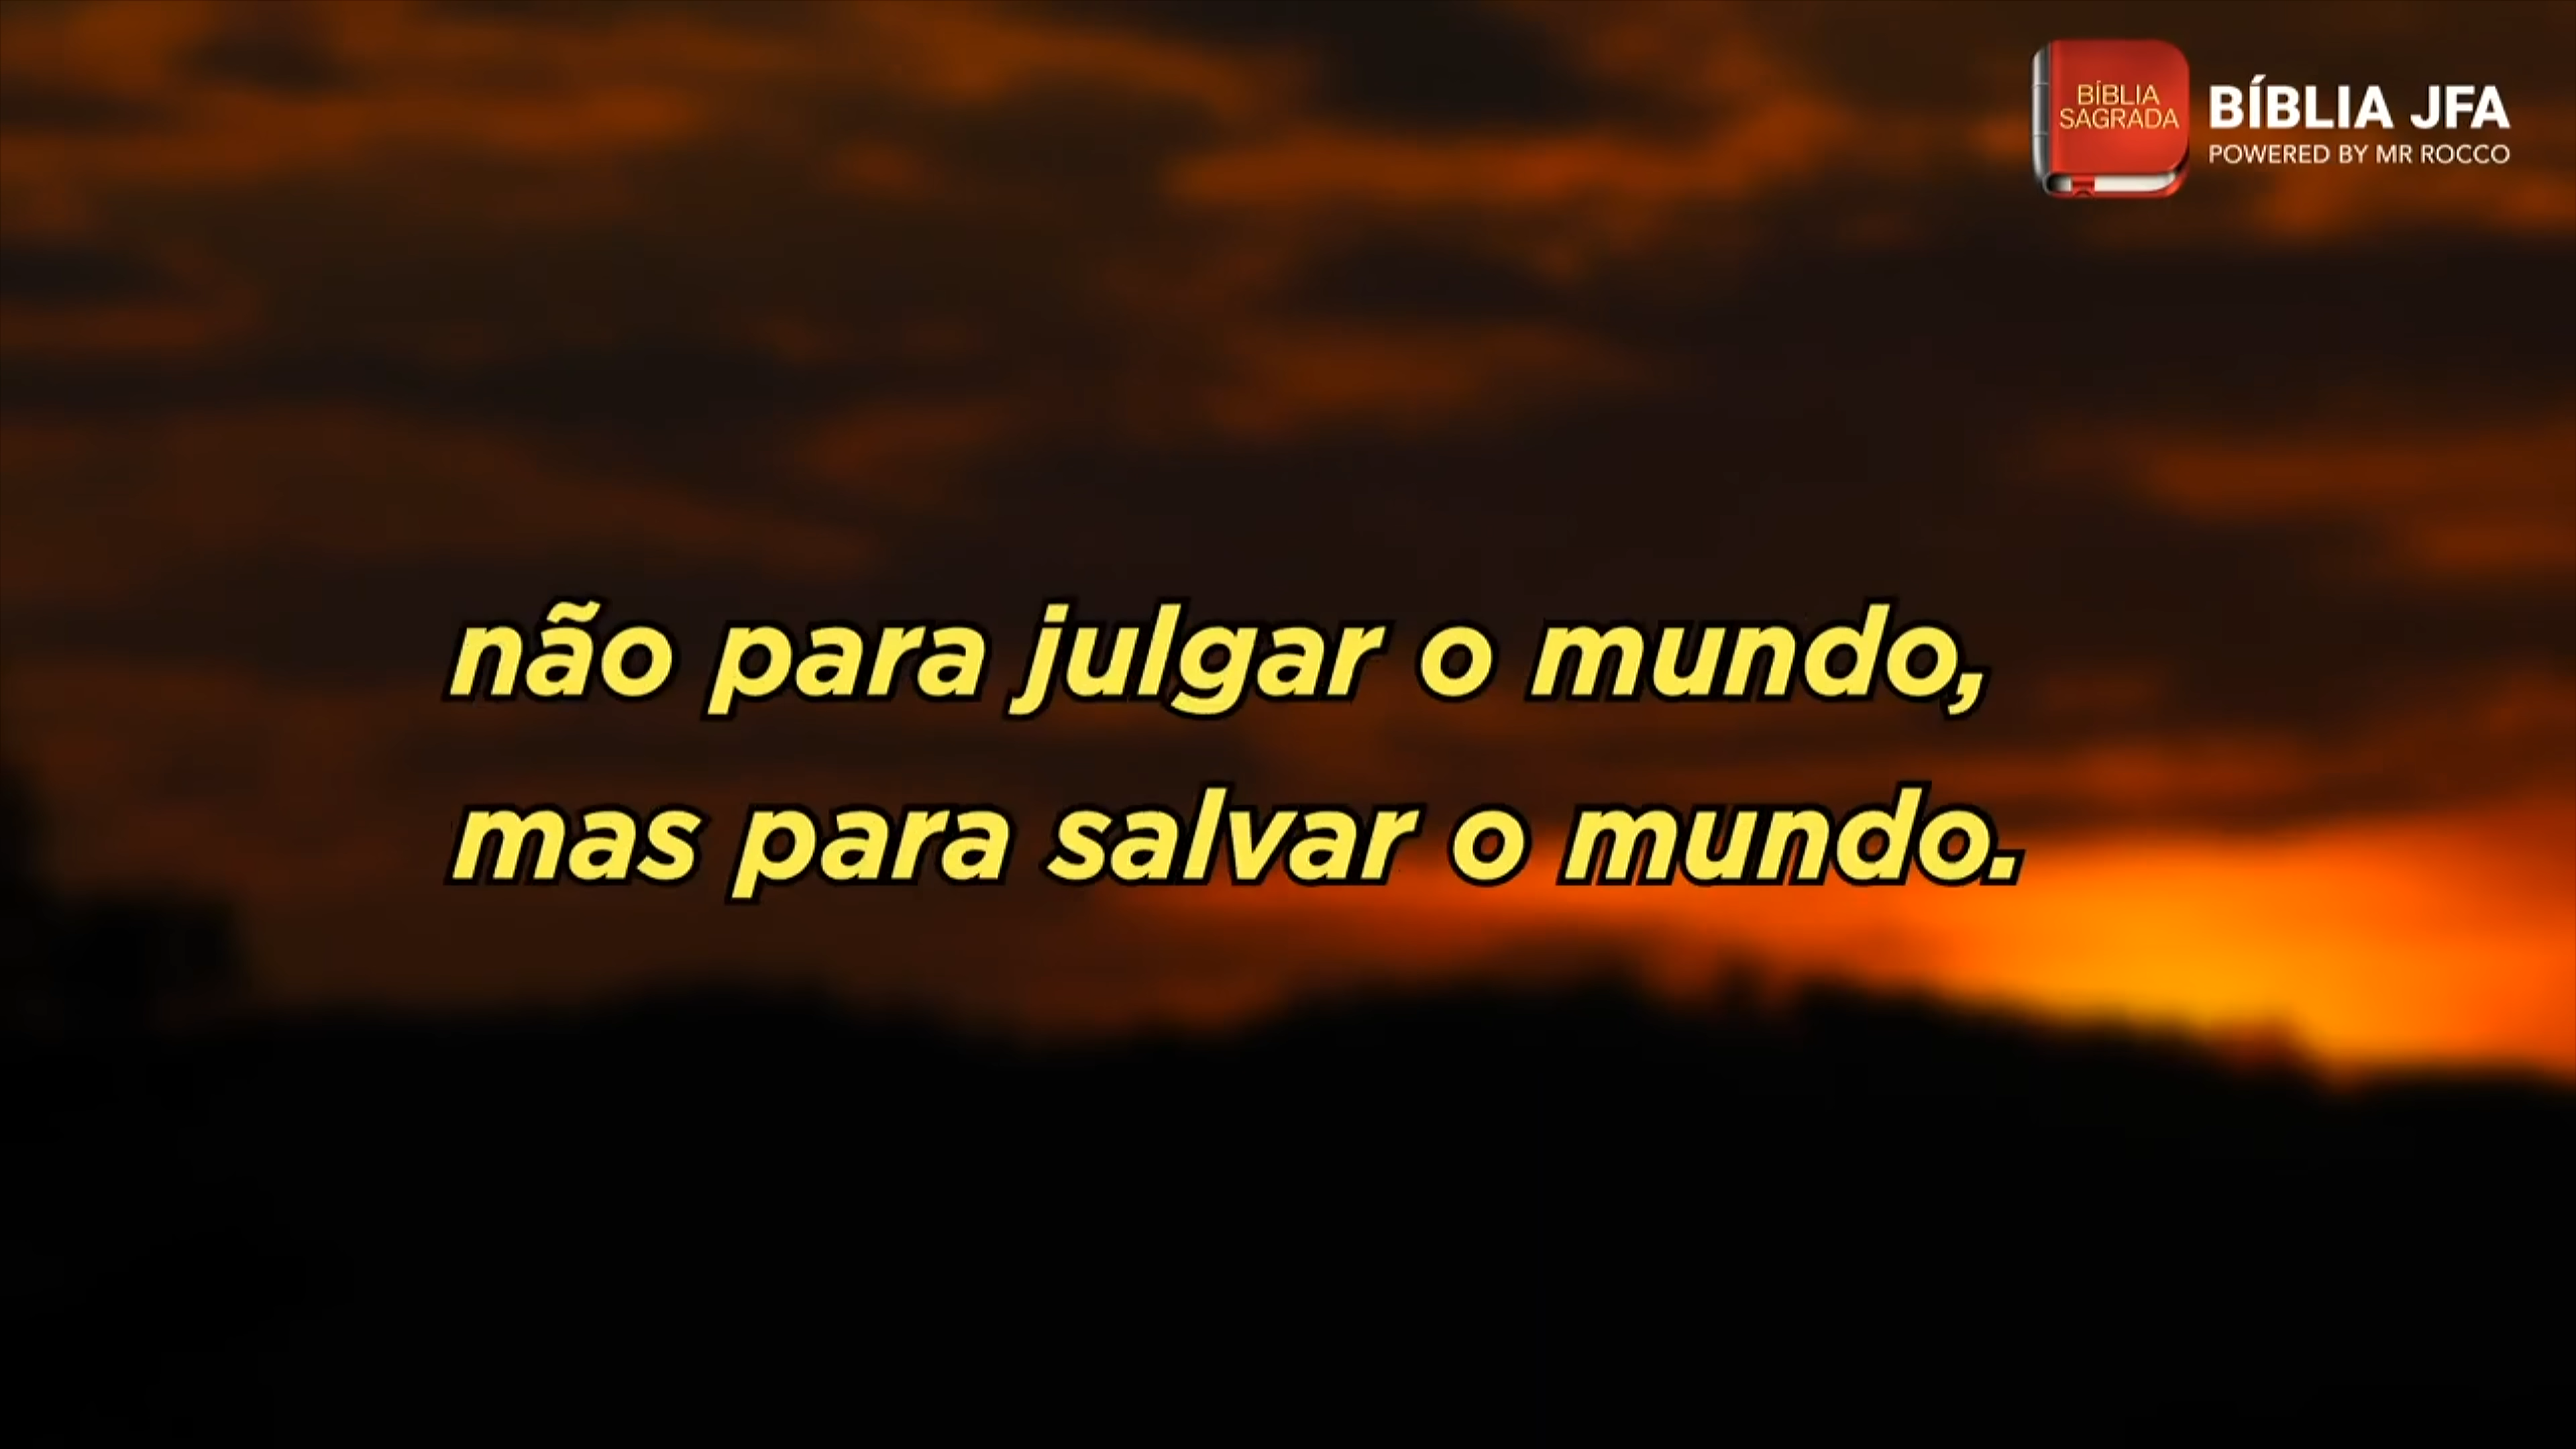 BÍBLIA
SAGRADA
BÍBLIA JFA
POWERED BY MR ROCCO
não para julgar o mundo,
mas para salvar o mundo.